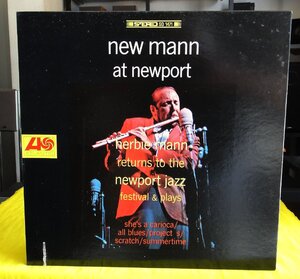 STEREO
new mann
at newport
herbie mann
returns to the
newport jazz
festival & plays
she's a carioca/
all blues/project s/
scratch/summertime